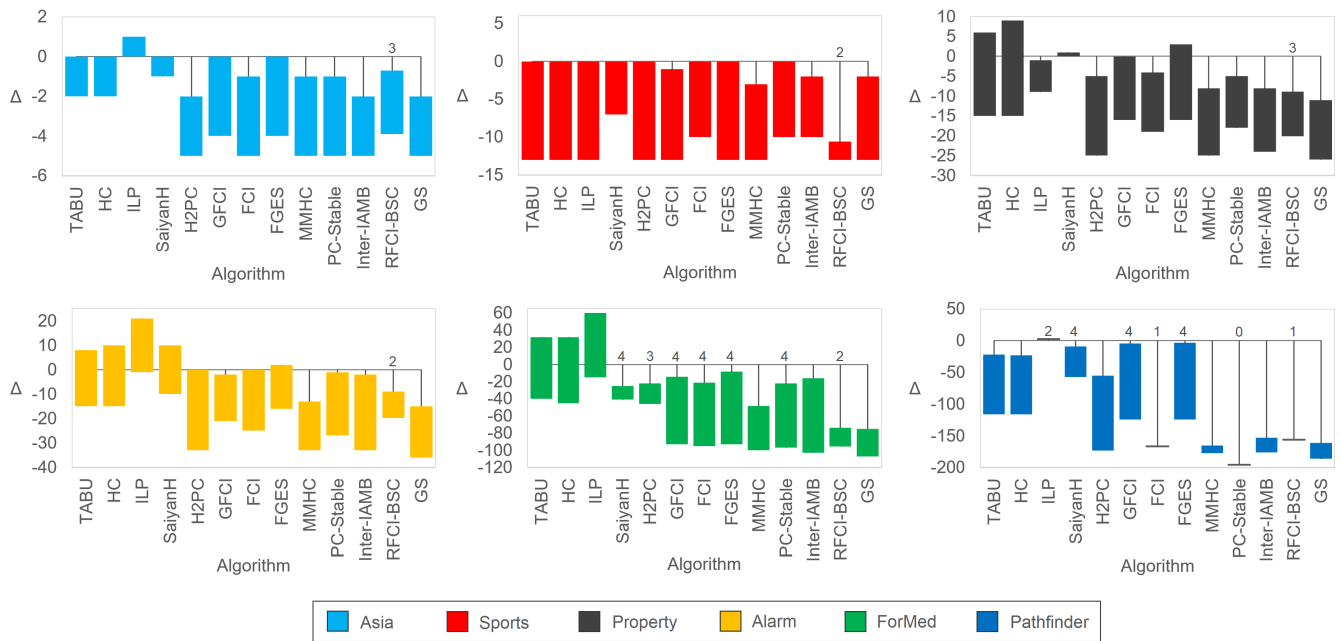 2
0
-2
-4
-6
Δ
3
TABU
HC
ILP
SaiyanH
H2PC
GFCI
FCI
FGES
MMHC
PC-Stable
Inter-IAMB
RFCI-BSC
GS
Algorithm
5
0
-5
-10
-15
Δ
2
TABU
HC
ILP
SaiyanH
H2PC
GFCI
FCI
FGES
MMHC
PC-Stable
Inter-IAMB
RFCI-BSC
GS
Algorithm
10
5
0
-5
-10
-15
-20
-25
-30
Δ
3
TABU
HC
ILP
SaiyanH
H2PC
GFCI
FCI
FGES
MMHC
PC-Stable
Inter-IAMB
RFCI-BSC
GS
Algorithm
20
10
0
-10
-20
-30
-40
Δ
2
TABU
HC
ILP
SaiyanH
H2PC
GFCI
FCI
FGES
MMHC
PC-Stable
Inter-IAMB
RFCI-BSC
GS
Algorithm
60
40
20
0
-20
-40
-60
-80
-100
-120
Δ
4 3 4 4 4 4 2
TABU
HC
ILP
SaiyanH
H2PC
GFCI
FCI
FGES
MMHC
PC-Stable
Inter-IAMB
RFCI-BSC
GS
Algorithm
50
0
-50
-100
-150
-200
Δ
2 4 4 1 4 0 1
TABU
HC
ILP
SaiyanH
H2PC
GFCI
FCI
FGES
MMHC
PC-Stable
Inter-IAMB
RFCI-BSC
GS
Algorithm
Asia Sports Property Alarm ForMed Pathfinder